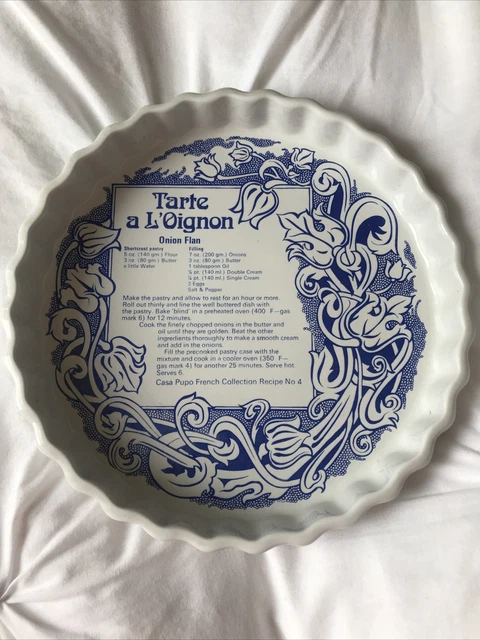 Tarte
a L'Oignon
Onion Flan
Shortcrust pastry
5 oz. (140 gm.) Flour
3 oz. (80 gm.) Butter
a little Water
Filling
7 oz. (200 gm.) Onions
3 oz. (80 gm.) Butter
1 tablespoon Oil
¼ pt. (140 ml.) Double Cream
¼ pt. (140 ml.) Single Cream
2 Eggs
Salt & Pepper
Make the pastry and allow to rest for an hour or more.
Roll out thinly and line the well buttered dish with
the pastry. Bake 'blind' in a preheated oven (400 F—gas
mark 6) for 12 minutes.
Cook the finely chopped onions in the butter and
oil until they are golden. Beat the other
ingredients thoroughly to make a smooth cream
and add in the onions.
Fill the precooked pastry case with the
mixture and cook in a cooler oven (350 F—
gas mark 4) for another 25 minutes. Serve hot.
Serves 6.
Casa Pupo French Collection Recipe No 4